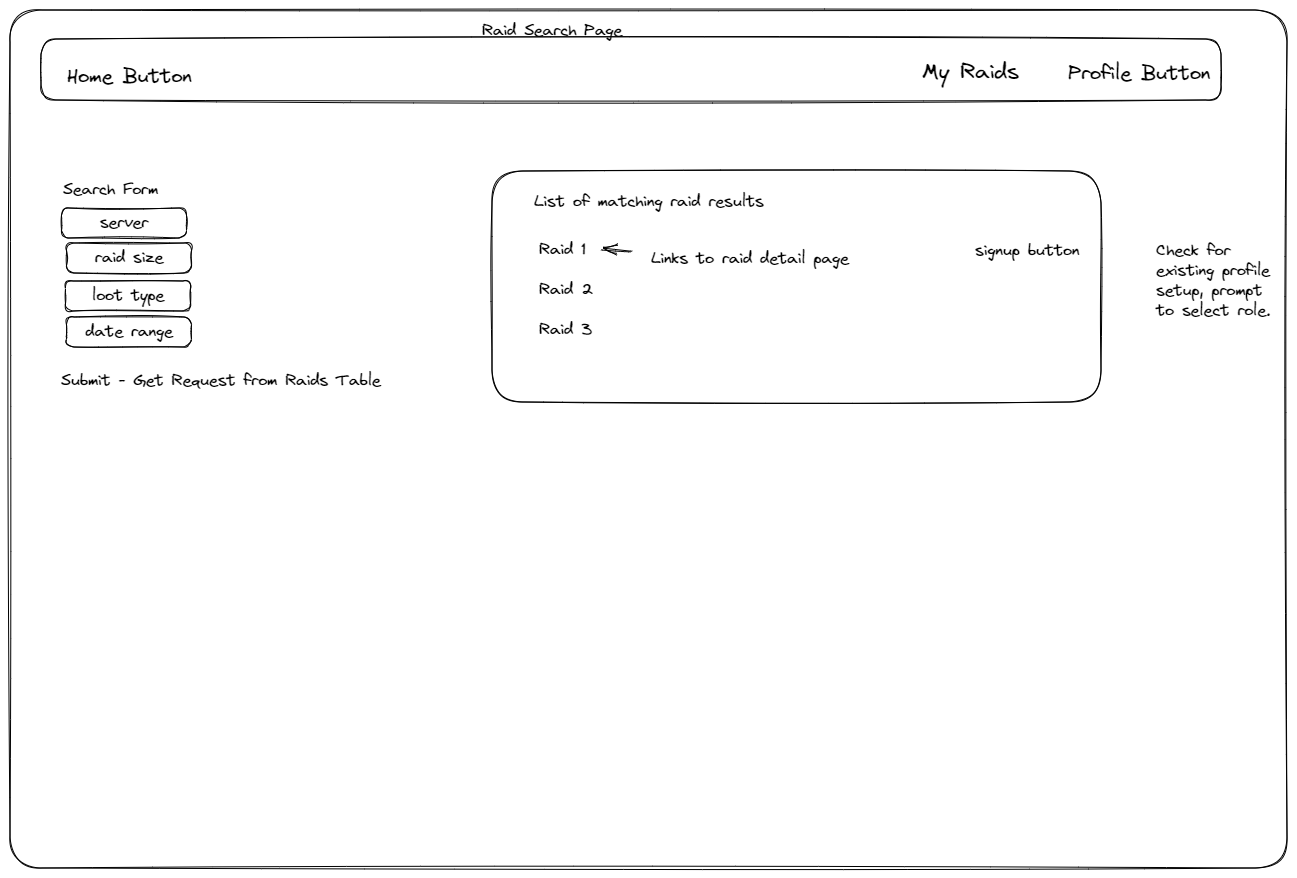 Raid Search Page
Home Button
My Raids
Profile Button
Search Form
server
raid size
loot type
date range
Submit - Get Request from Raids Table
List of matching raid results
Raid 1
Links to raid detail page
signup button
Raid 2
Raid 3
Check for
existing profile
setup, prompt
to select role.